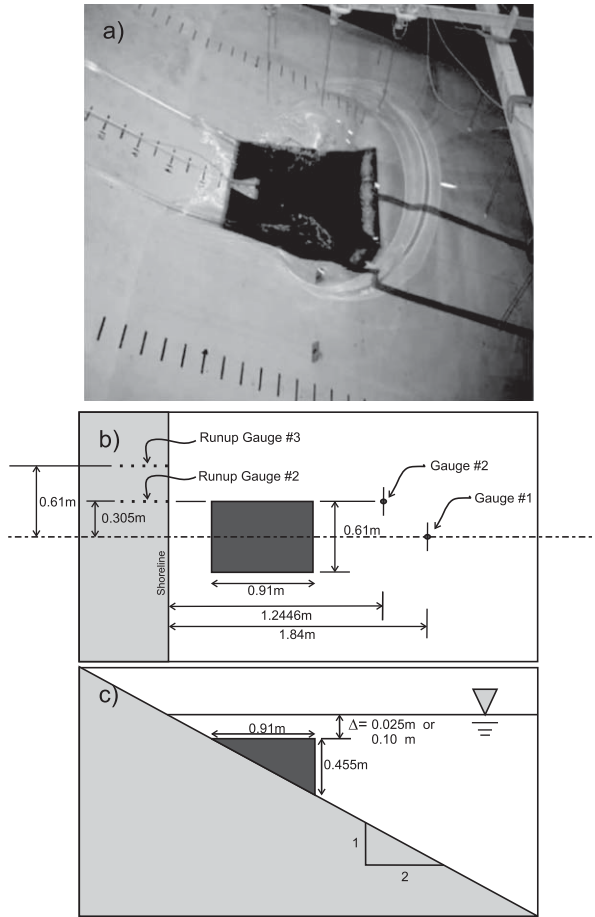 a)
b)
Runup Gauge #3
Runup Gauge #2
Gauge #2
Gauge #1
0.61m
0.305m
0.61m
Shoreline
0.91m
1.2446m
1.84m
c)
0.91m
Δ= 0.025m or
0.10 m
0.455m
1
2